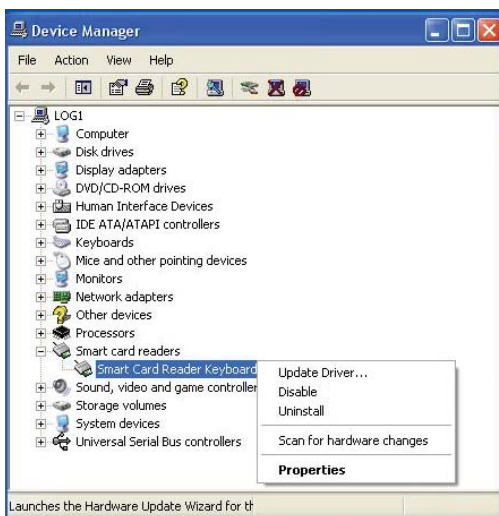 Device Manager
File Action View Help
LOG1
Computer
Disk drives
Display adapters
DVD/CD-ROM drives
Human Interface Devices
IDE ATA/ATAPI controllers
Keyboards
Mice and other pointing devices
Monitors
Network adapters
Other devices
Processors
Smart card readers
Smart Card Reader Keyboard
Sound, video and game controller
Storage volumes
System devices
Universal Serial Bus controllers
Update Driver...
Disable
Uninstall
Scan for hardware changes
Properties
Launches the Hardware Update Wizard for th